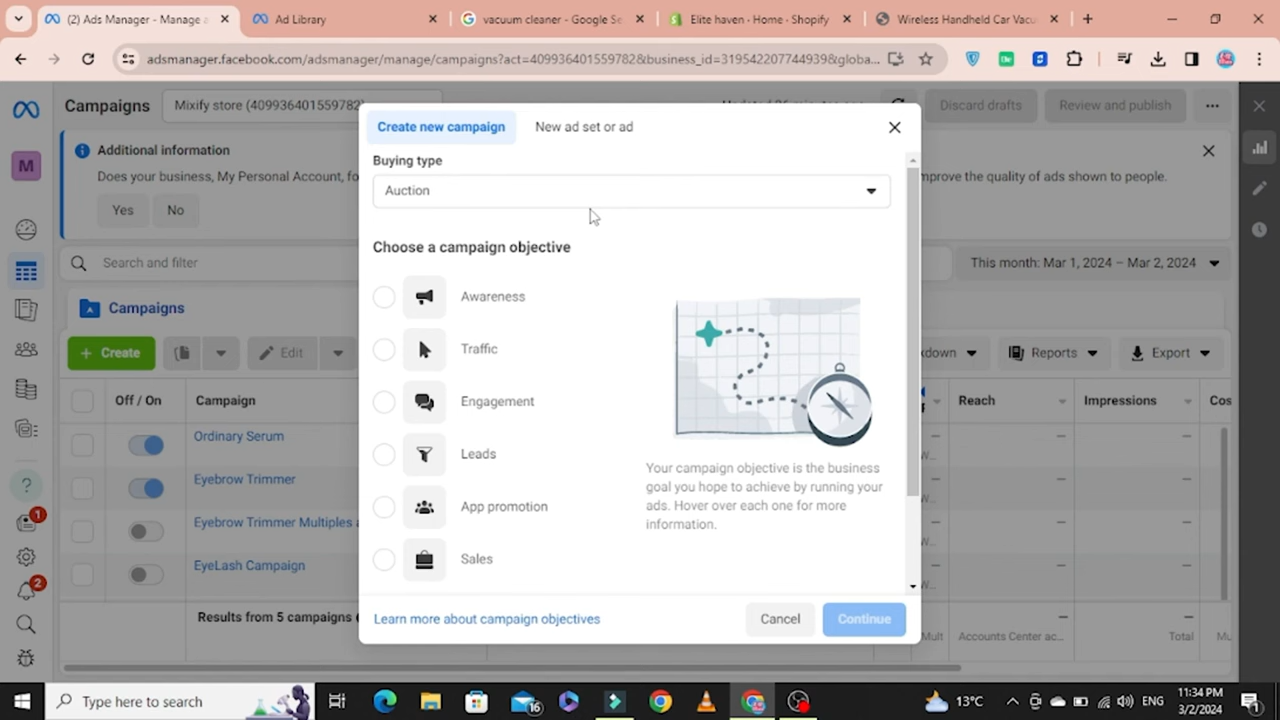 (2) Ads Manager - Manage a
Ad Library
vacuum cleaner - Google Se
Elite haven · Home · Shopify
Wireless Handheld Car Vacu
adsmanager.facebook.com/adsmanager/manage/campaigns?act=409936401559782&business_id=319542207744939&globa...
Campaigns
Mixify store (409936401559782)
Discard drafts
Review and publish
Create new campaign
New ad set or ad
M
Additional information
Does your business, My Personal Account, fo
mprove the quality of ads shown to people.
Yes
No
Buying type
Auction
Choose a campaign objective
Search and filter
This month: Mar 1, 2024 – Mar 2, 2024
Awareness
Traffic
Engagement
Leads
App promotion
Sales
Your campaign objective is the business
goal you hope to achieve by running your
ads. Hover over each one for more
information.
Learn more about campaign objectives
Cancel
Continue
Campaigns
+ Create
Edit
kdown
Reports
Export
Off / On
Campaign
Reach
Impressions
Cos
Ordinary Serum
Eyebrow Trimmer
Eyebrow Trimmer Multiples a
EyeLash Campaign
Results from 5 campaigns
Mult
Accounts Center ac...
Total
Mu
1
2
Type here to search
16
13°C
ENG
11:34 PM
3/2/2024
1